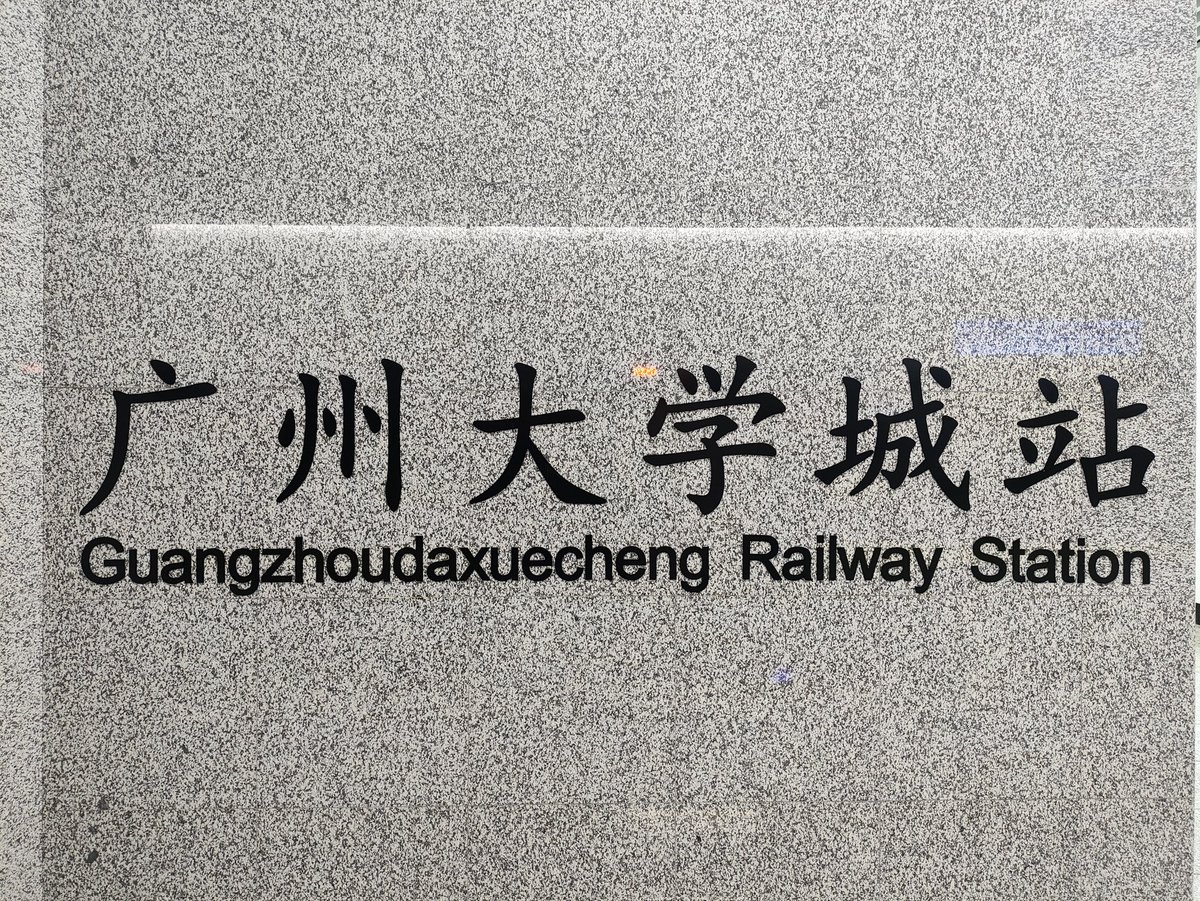 广州大学城站
Guangzhoudaxuecheng Railway Station